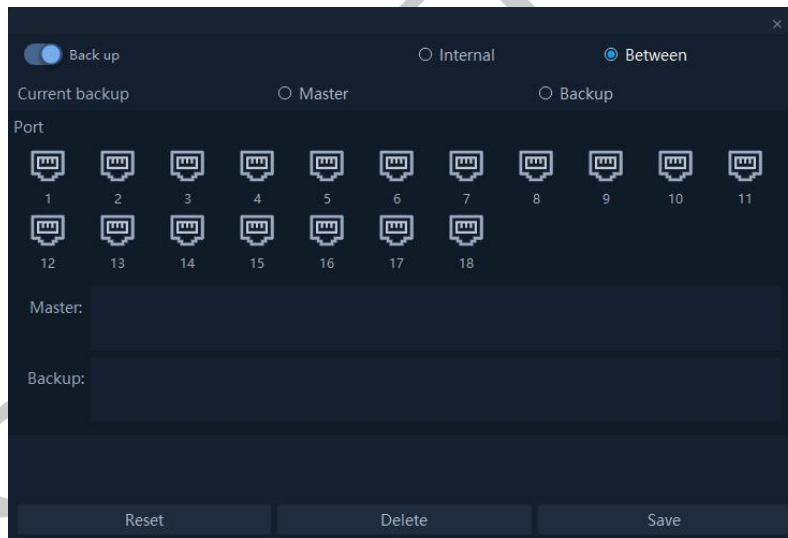 ×
Back up Internal Between
Current backup Master Backup
Port
1 2 3 4 5 6 7 8 9 10 11
12 13 14 15 16 17 18
Master:
Backup:
Reset Delete Save